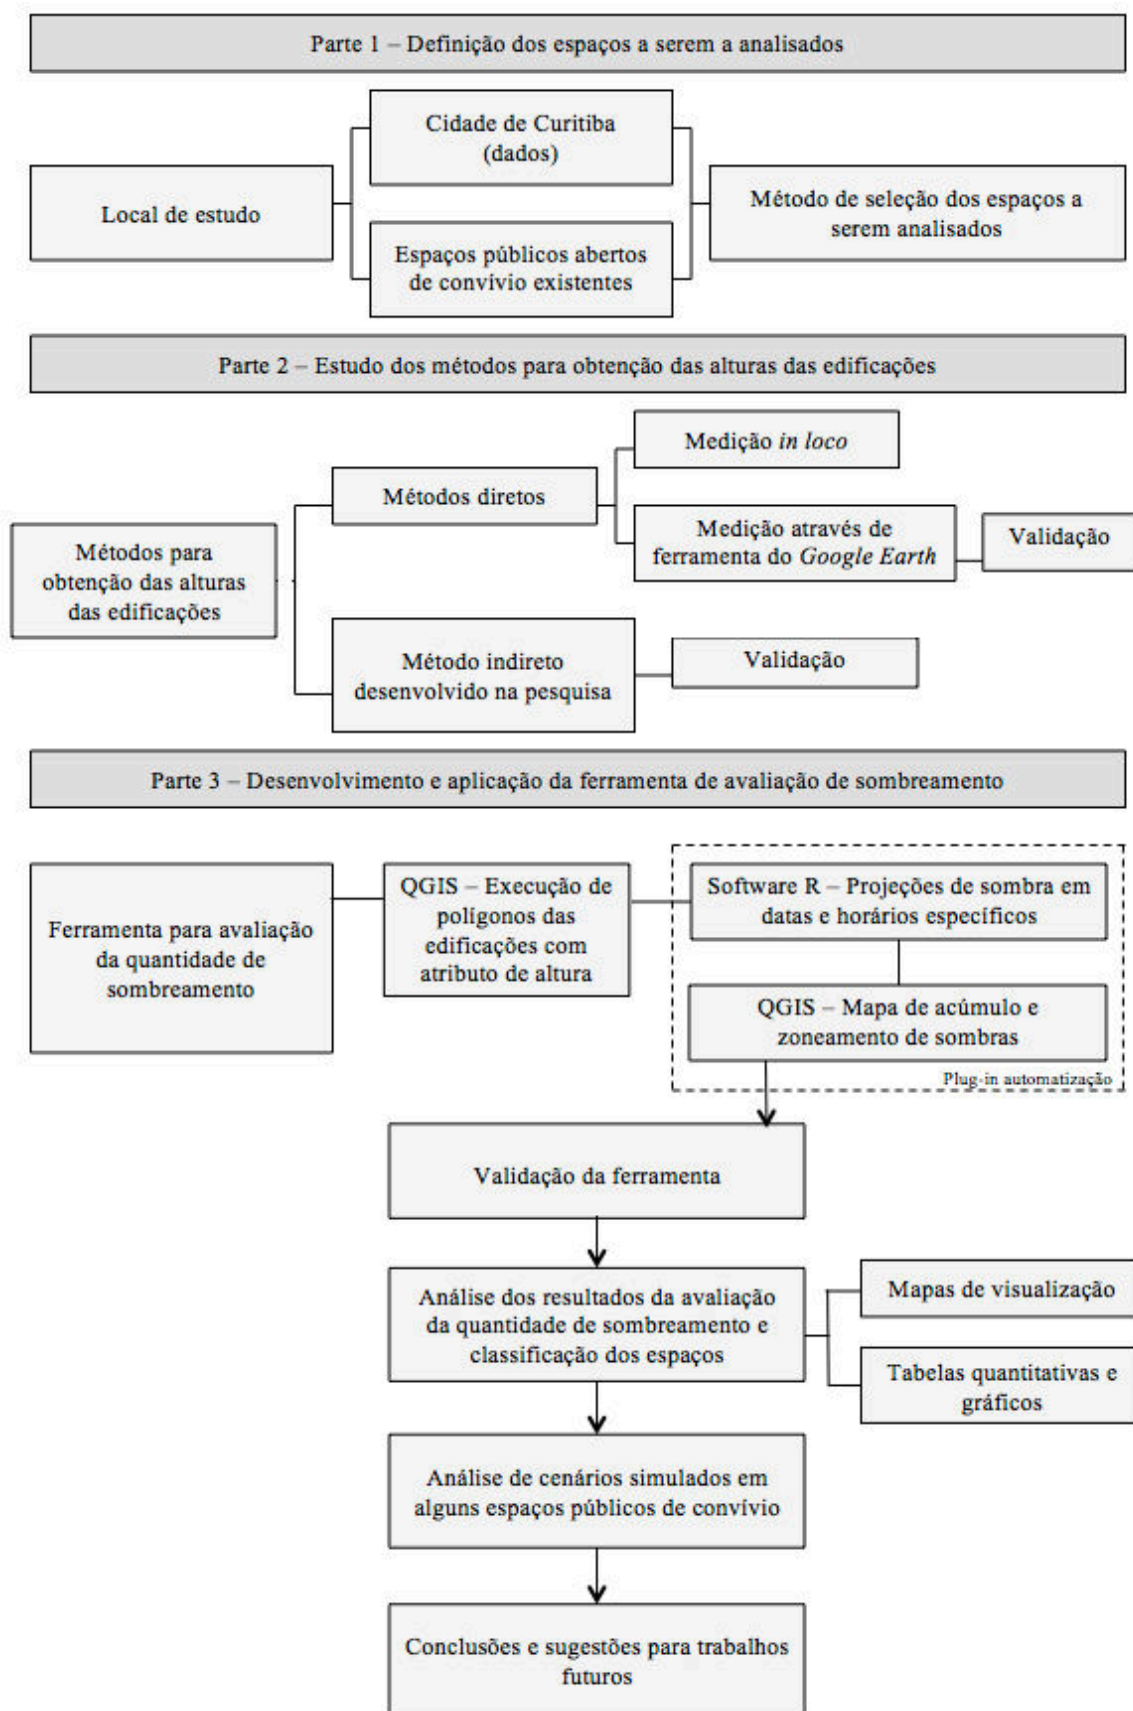 Parte 1 – Definição dos espaços a serem a analisados
Cidade de Curitiba
(dados)
Local de estudo
Método de seleção dos espaços a
serem analisados
Espaços públicos abertos
de convívio existentes
Parte 2 – Estudo dos métodos para obtenção das alturas das edificações
Medição in loco
Métodos diretos
Medição através de
ferramenta do Google Earth
Validação
Métodos para
obtenção das alturas
das edificações
Método indireto
desenvolvido na pesquisa
Validação
Parte 3 – Desenvolvimento e aplicação da ferramenta de avaliação de sombreamento
Ferramenta para avaliação
da quantidade de
sombreamento
QGIS – Execução de
polígonos das
edificações com
atributo de altura
Software R – Projeções de sombra em
datas e horários específicos
QGIS – Mapa de acúmulo e
zoneamento de sombras
Plug-in automatização
Validação da ferramenta
Análise dos resultados da avaliação
da quantidade de sombreamento e
classificação dos espaços
Mapas de visualização
Tabelas quantitativas e
gráficos
Análise de cenários simulados em
alguns espaços públicos de convívio
Conclusões e sugestões para trabalhos
futuros